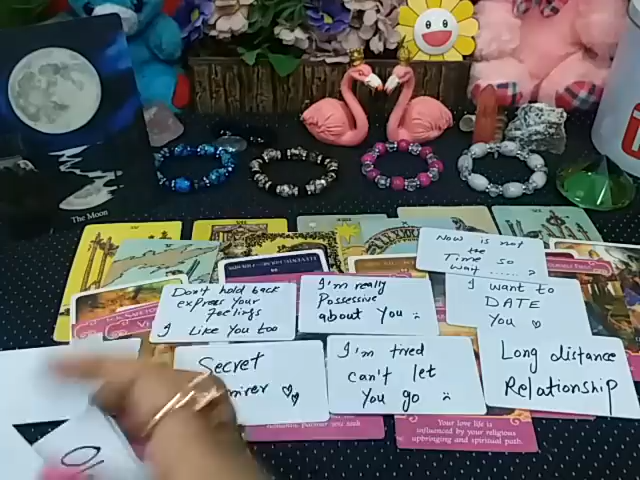 The Moon
Now is not
the
Time so
wait ......?
Don't hold back
express Your
feelings
I Like You too
I'm really
Possessive
about You
I want to
DATE
You
Secret
I'm tired
can't let
You go
Long distance
Relationship
Your love life is
influenced by your religious
upbringing and spiritual path.